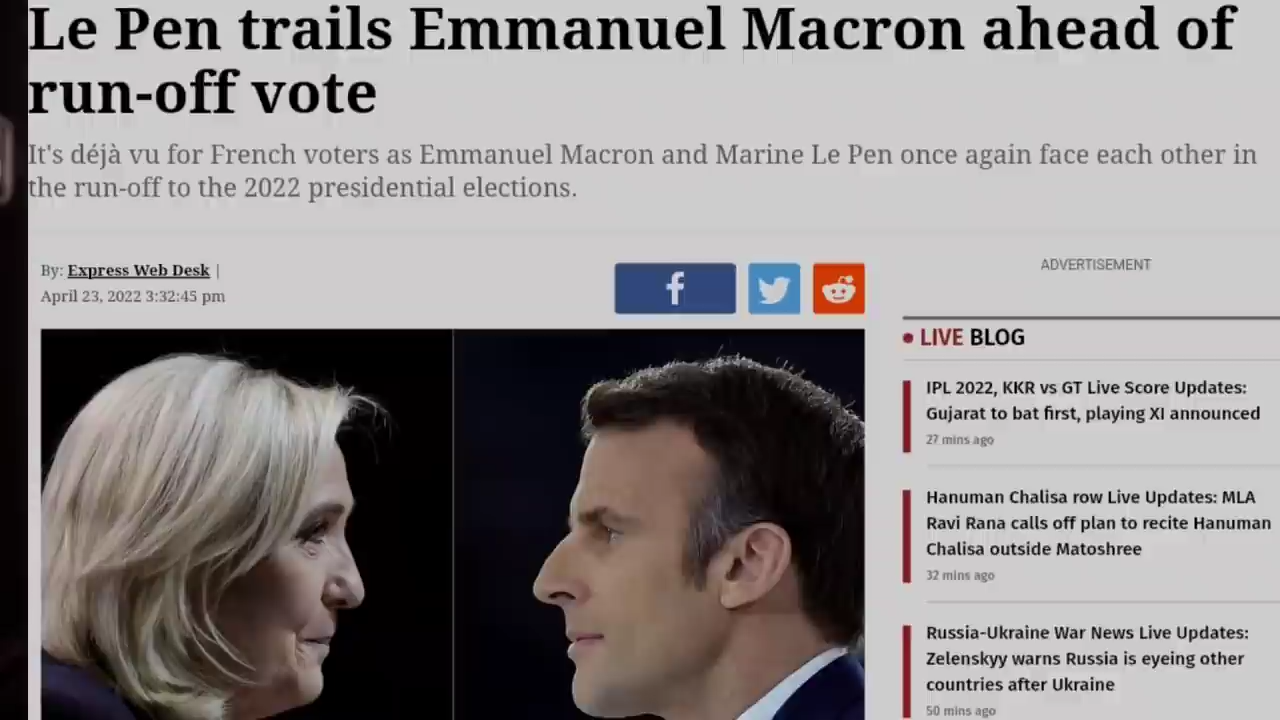 Le Pen trails Emmanuel Macron ahead of
run-off vote
It's déjà vu for French voters as Emmanuel Macron and Marine Le Pen once again face each other in
the run-off to the 2022 presidential elections.
By: Express Web Desk |
April 23, 2022 3:32:45 pm
ADVERTISEMENT
LIVE BLOG
IPL 2022, KKR vs GT Live Score Updates:
Gujarat to bat first, playing XI announced
27 mins ago
Hanuman Chalisa row Live Updates: MLA
Ravi Rana calls off plan to recite Hanuman
Chalisa outside Matoshree
32 mins ago
Russia-Ukraine War News Live Updates:
Zelenskyy warns Russia is eyeing other
countries after Ukraine
50 mins ago